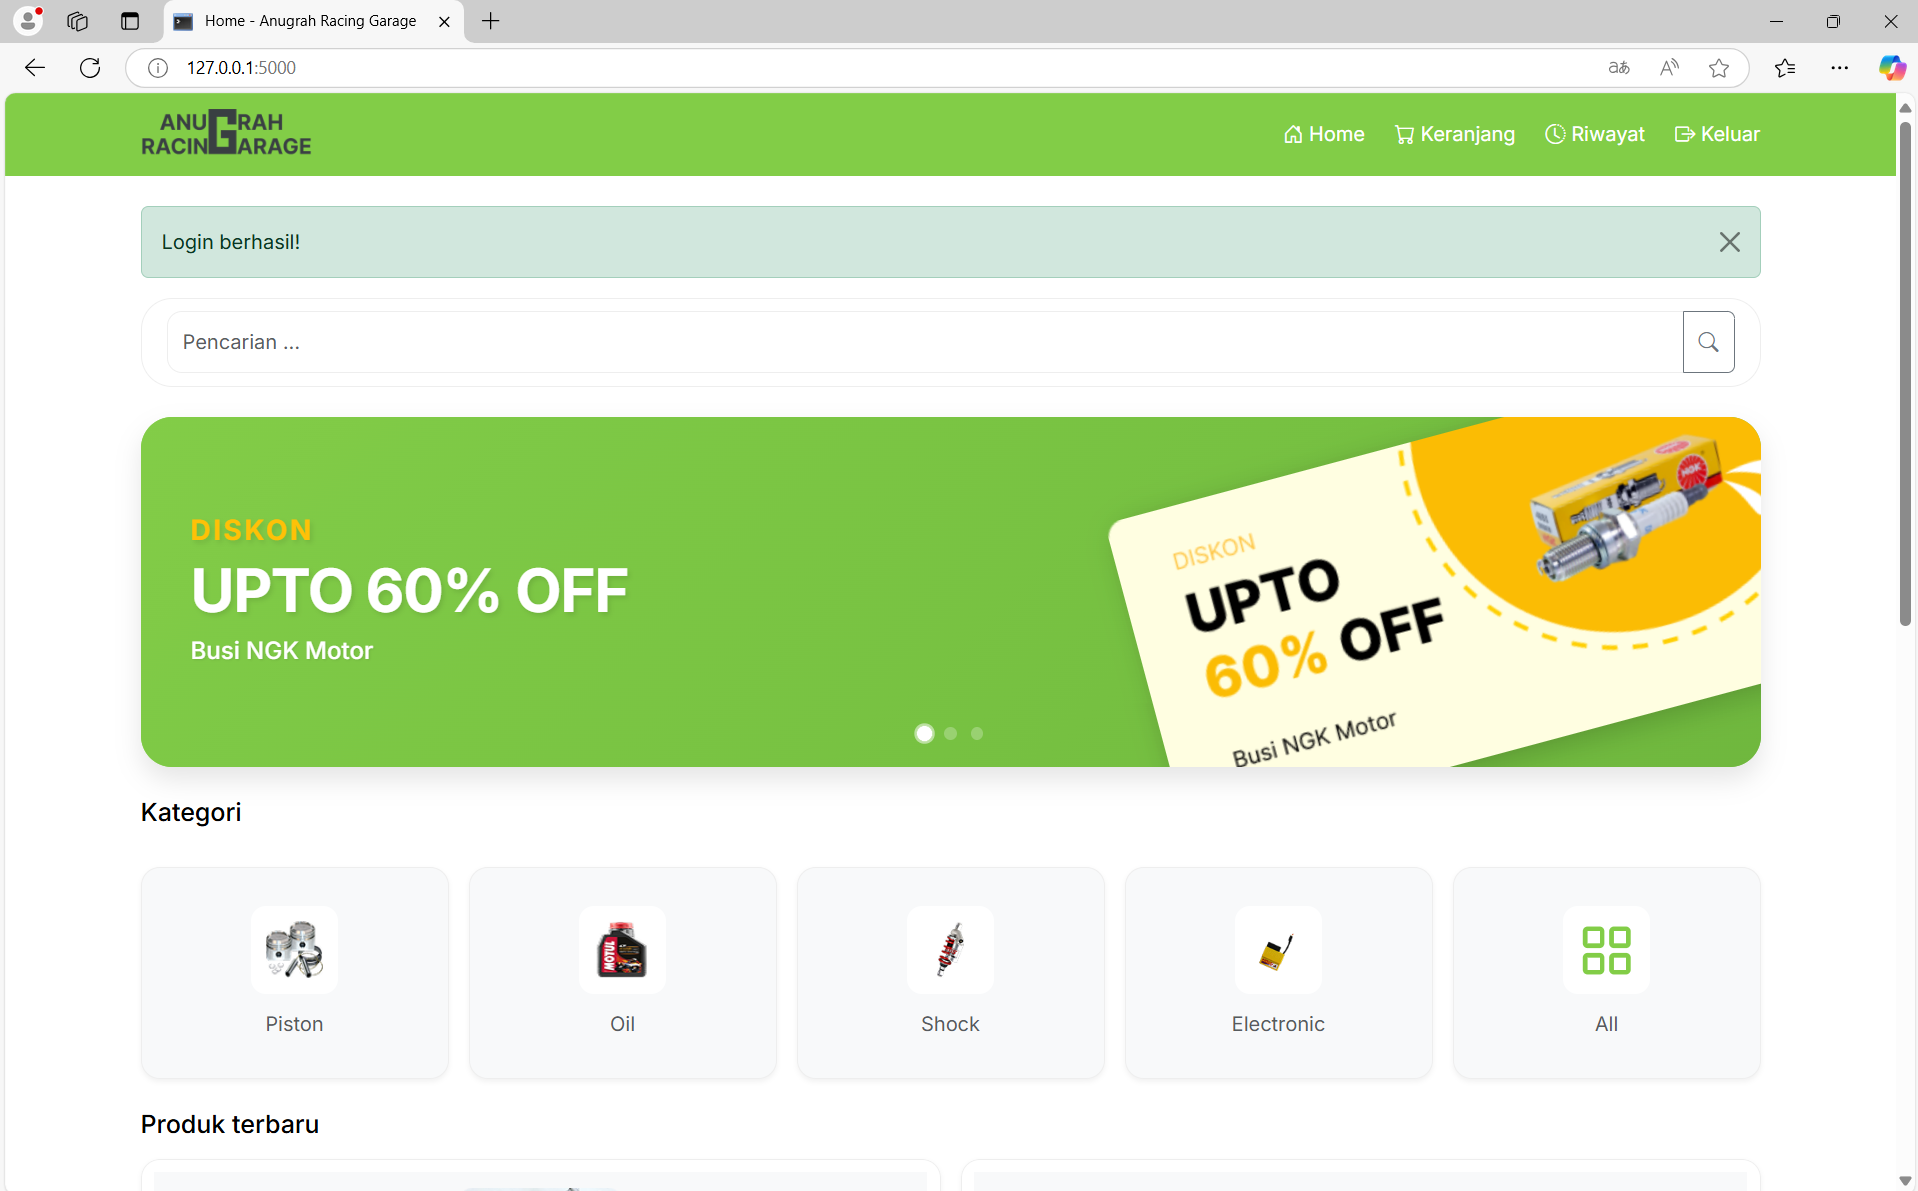 Home - Anugrah Racing Garage
127.0.0.1:5000
ANUGRAH
RACINGARAGE
Home
Keranjang
Riwayat
Keluar
Login berhasil!
Pencarian ...
DISKON
UPTO 60% OFF
Busi NGK Motor
DISKON
UPTO
60% OFF
Busi NGK Motor
NGK
Kategori
MOTUL
Piston
Oil
Shock
Electronic
All
Produk terbaru